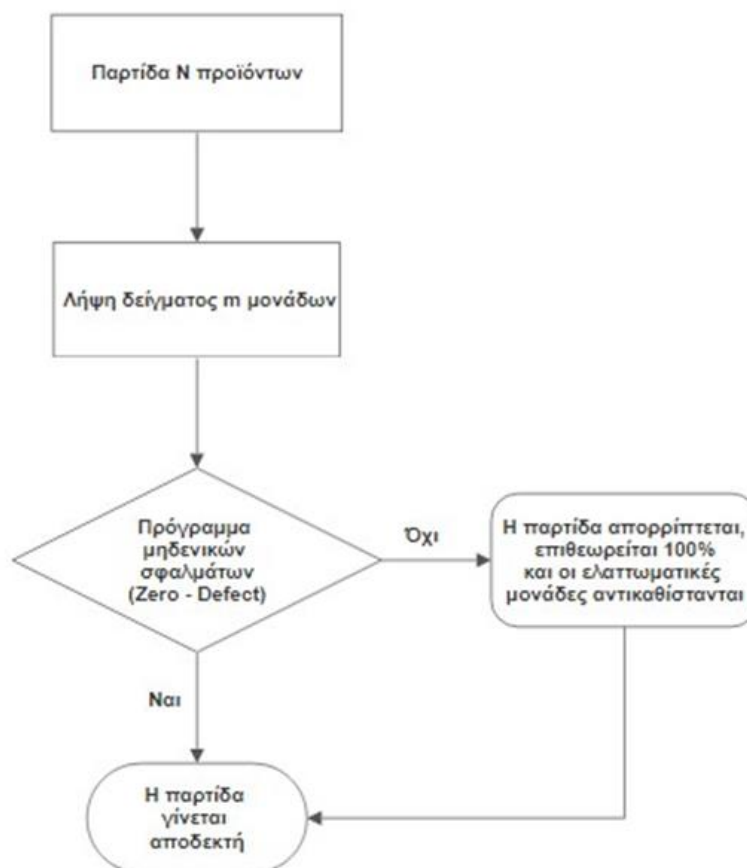 Παρτίδα Ν προϊόντων
Λήψη δείγματος m μονάδων
Πρόγραμμα
μηδενικών
σφαλμάτων
(Zero - Defect)
Όχι
Η παρτίδα απορρίπτεται,
επιθεωρείται 100%
και οι ελαττωματικές
μονάδες αντικαθίστανται
Ναι
Η παρτίδα
γίνεται
αποδεκτή